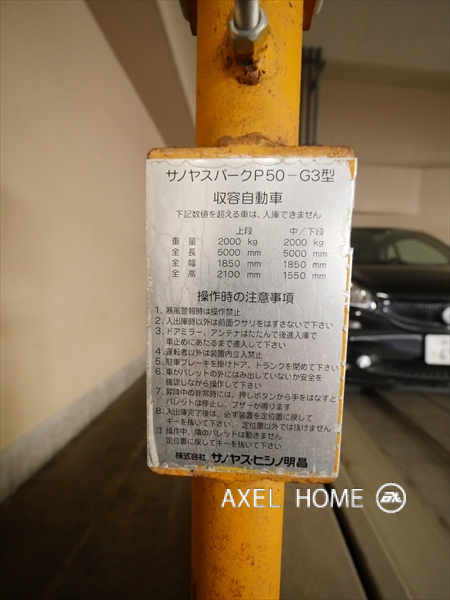 サノヤスパークP50-G3型
収容自動車
下記数値を超える車は、入庫できません
上段 中/下段
重量 2000 kg 2000 kg
全長 5000 mm 5000 mm
全幅 1850 mm 1850 mm
全高 2100 mm 1550 mm
操作時の注意事項
1. 暴風警報時は操作禁止
2. 入出庫時以外は前面クサリをはずさないで下さい
3. ドアミラー、アンテナはたたんで後進入庫で
車止めにあたるまで進入して下さい
4. 運転者以外は装置内立入禁止
5. 駐車ブレーキを掛けドア、トランクを閉めて下さい
6. 車がパレットの外にはみ出していないか安全を
確認しながら操作して下さい
7. 昇降中の非常時には、押しボタンから手をはなすと
パレットは停止し、ブザーが鳴ります
8. 入出庫完了後は、必ず装置を定位置に戻して
キーを抜いて下さい、定位置以外では抜けません
注 操作中、隣のパレットは動きません
定位置に戻してキーを抜いて下さい
株式会社 サノヤス・ヒシノ明昌
AXEL HOME